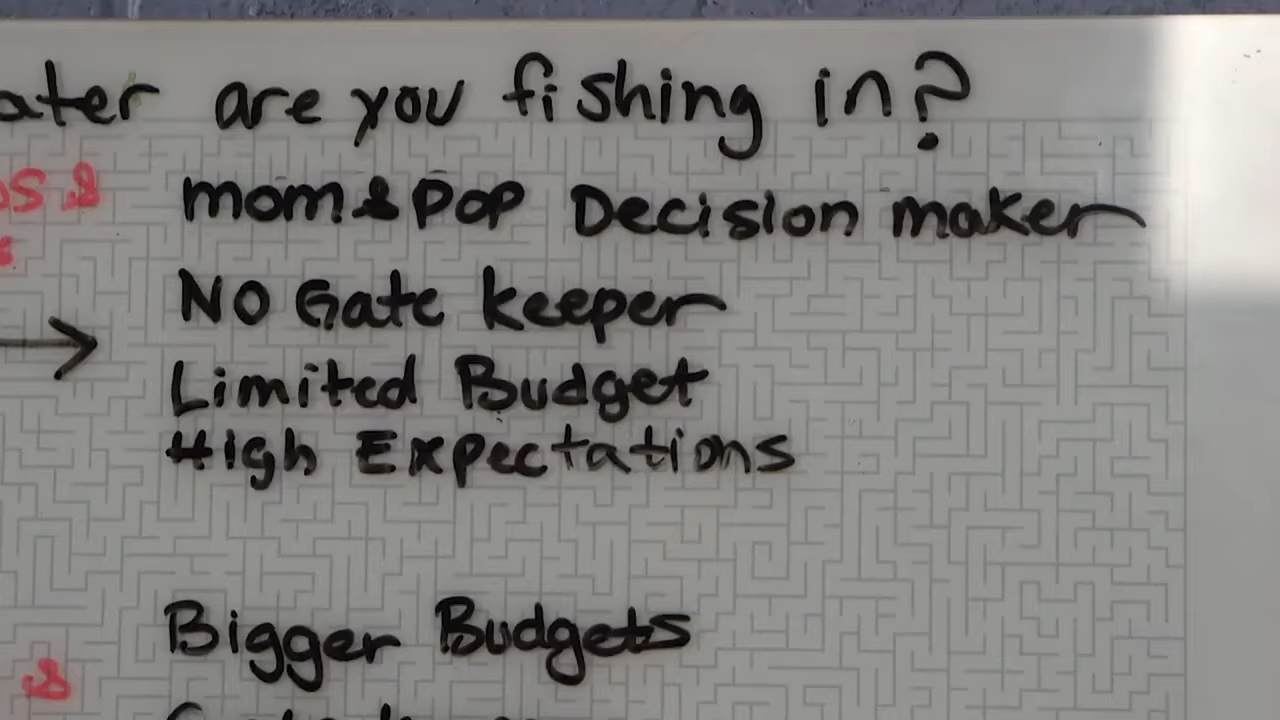 ater are you fishing in?
mom & Pop Decision maker
No Gate keeper
Limited Budget
High Expectations
Bigger Budgets